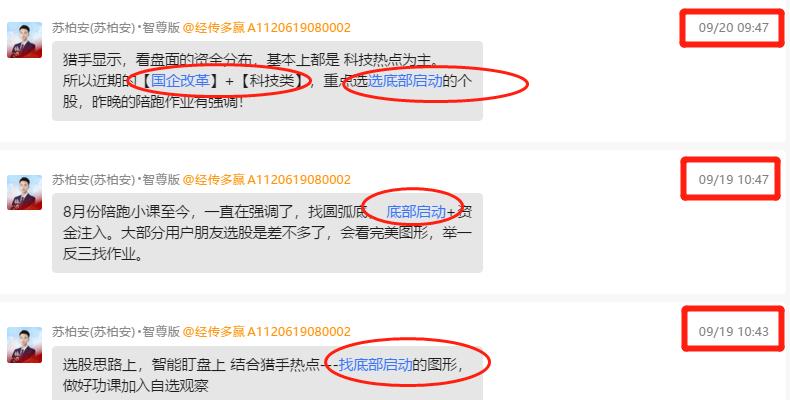 苏柏安(苏柏安)•智尊版 @经传多赢 A1120619080002
09/20 09:47
猎手显示，看盘面的资金分布，基本上都是 科技热点为主。
所以近期的【国企改革】+【科技类】，重点选选底部启动的个
股，昨晚的陪跑作业有强调！
苏柏安(苏柏安)•智尊版 @经传多赢 A1120619080002
09/19 10:47
8月份陪跑小课至今，一直在强调了，找圆弧底， 底部启动+资
金注入。大部分用户朋友选股是差不多了，会看完美图形，举一
反三找作业。
苏柏安(苏柏安)•智尊版 @经传多赢 A1120619080002
09/19 10:43
选股思路上，智能盯盘上 结合猎手热点---找底部启动的图形，
做好功课加入自选观察